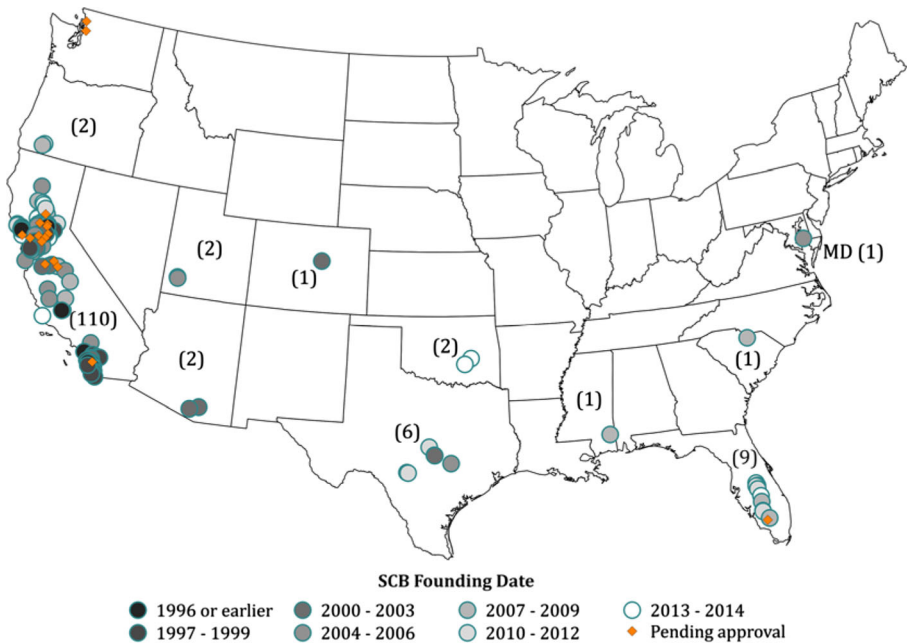 (2)
(2)
(1)
MD (1)
(110)
(2)
(2)
(1)
(1)
(6)
(9)
SCB Founding Date
1996 or earlier 2000 - 2003 2007 - 2009 2013 - 2014
1997 - 1999 2004 - 2006 2010 - 2012 Pending approval